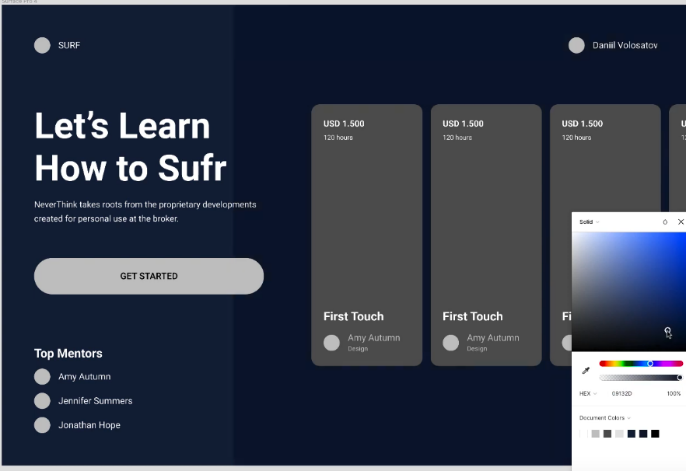 SURF
Daniil Volosatov
Let's Learn
How to Sufr
NeverThink takes roots from the proprietary developments
created for personal use at the broker.
GET STARTED
Top Mentors
Amy Autumn
Jennifer Summers
Jonathan Hope
USD 1.500
120 hours
First Touch
Amy Autumn
Design
USD 1.500
120 hours
First Touch
Amy Autumn
Design
USD 1.500
120 hours
Fi
Solid
HEX
08132D
100%
Document Colors